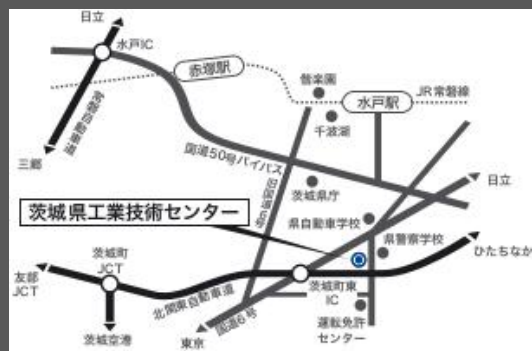 日立
水戸IC
赤塚駅
偕楽園
JR常磐線
水戸駅
千波湖
常磐自動車道
三郷
国道50号バイパス
旧国道6号
茨城県庁
日立
茨城県工業技術センター
県自動車学校
県警察学校
ひたちなか
茨城町
JCT
友部
JCT
北関東自動車道
茨城町東
IC
茨城空港
国道6号
運転免許
センター
東京